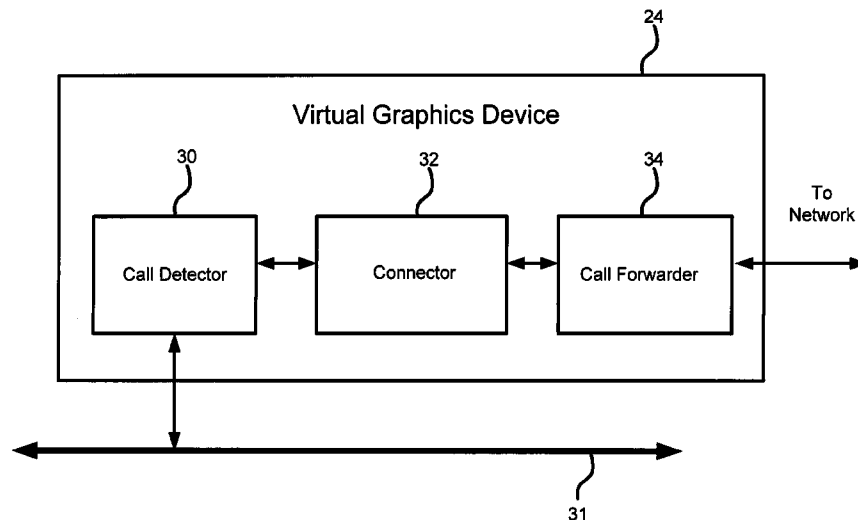 24
Virtual Graphics Device
30
32
34
To
Network
Call Detector
Connector
Call Forwarder
31